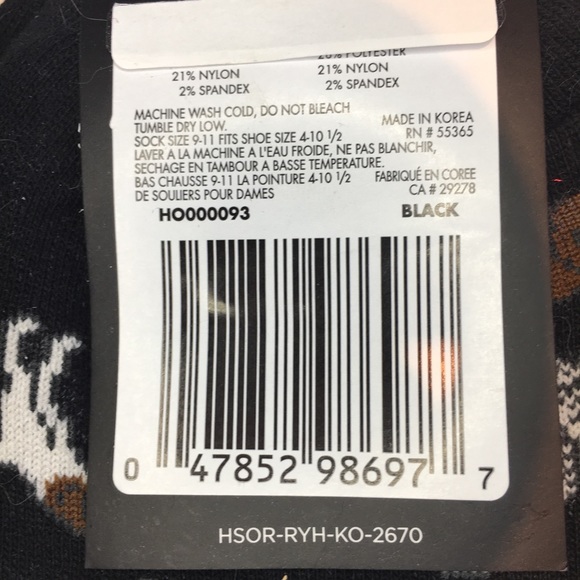 POLYESTER
21% NYLON 21% NYLON
2% SPANDEX 2% SPANDEX
MACHINE WASH COLD, DO NOT BLEACH
TUMBLE DRY LOW. MADE IN KOREA
SOCK SIZE 9-11 FITS SHOE SIZE 4-10 1/2 RN # 55365
LAVER A LA MACHINE A L'EAU FROIDE, NE PAS BLANCHIR,
SECHAGE EN TAMBOUR A BASSE TEMPERATURE.
BAS CHAUSSE 9-11 LA POINTURE 4-10 1/2 FABRIQUÉ EN COREE
DE SOULIERS POUR DAMES CA # 29278
HO000093 BLACK
0 47852 98697 7
HSOR-RYH-KO-2670